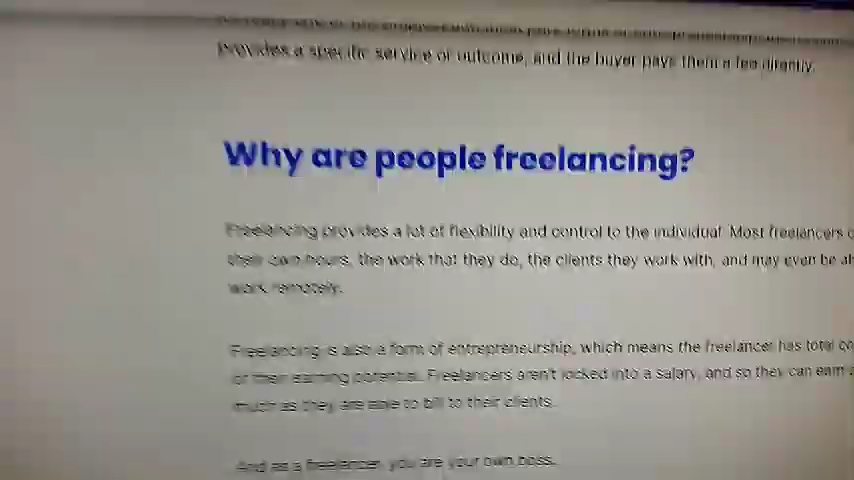 provides a specific service or outcome, and the buyer pays them a fee directly.
Why are people freelancing?
Freelancing provides a lot of flexibility and control to the individual. Most freelancers
their own hours, the work that they do, the clients they work with, and may even be
work remotely.
Freelancing is also a form of entrepreneurship, which means the freelancer has total
of their earning potential. Freelancers aren't locked into a salary, and so they can earn
much as they are able to bill to their clients.
And as a freelancer, you are your own boss.